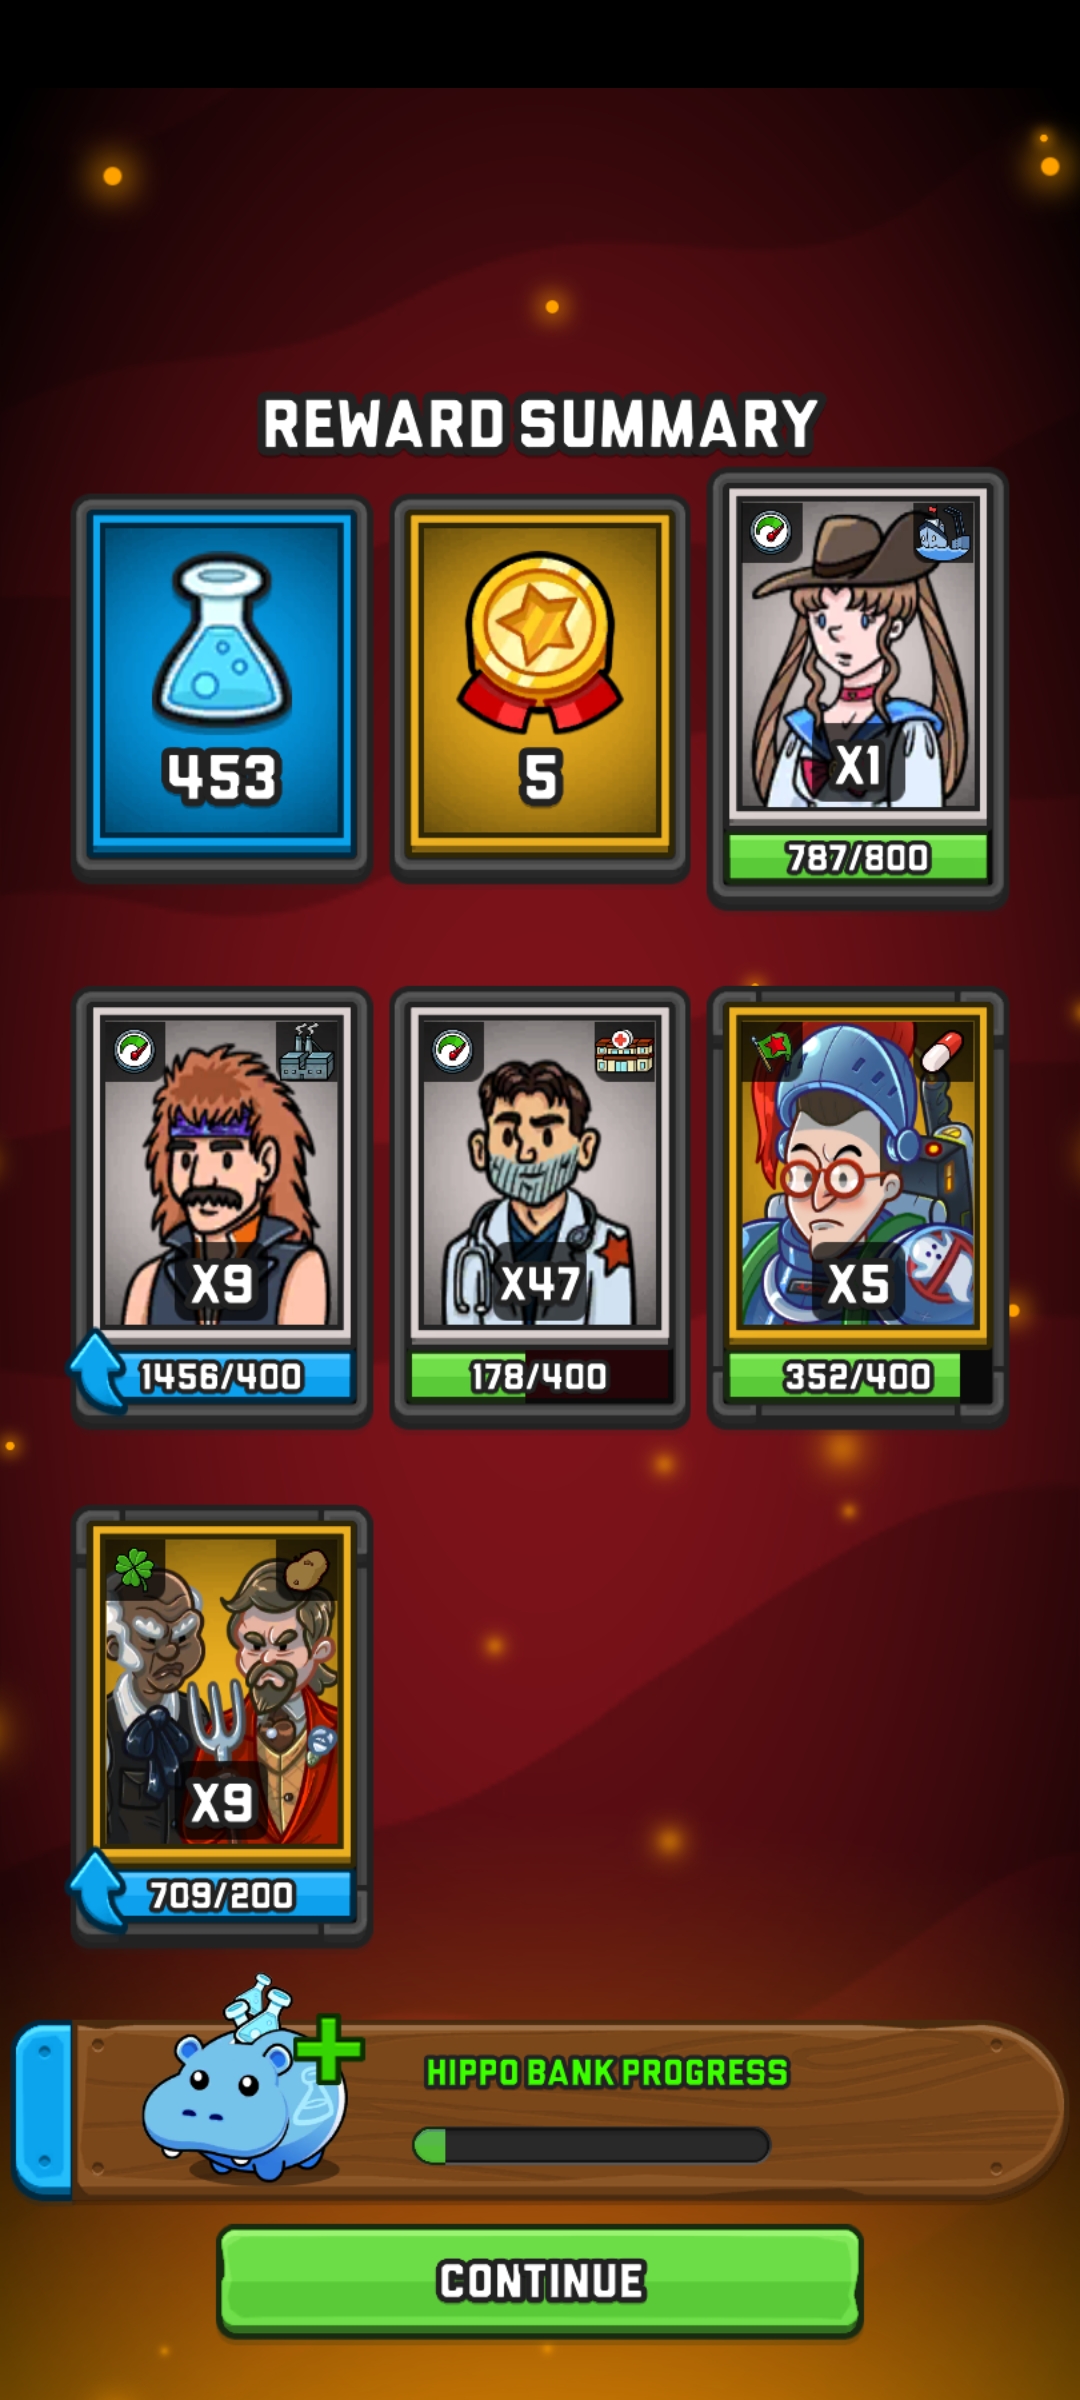 REWARD SUMMARY
453
5
X1
787/800
X9
1456/400
X47
178/400
X5
352/400
X9
709/200
HIPPO BANK PROGRESS
CONTINUE